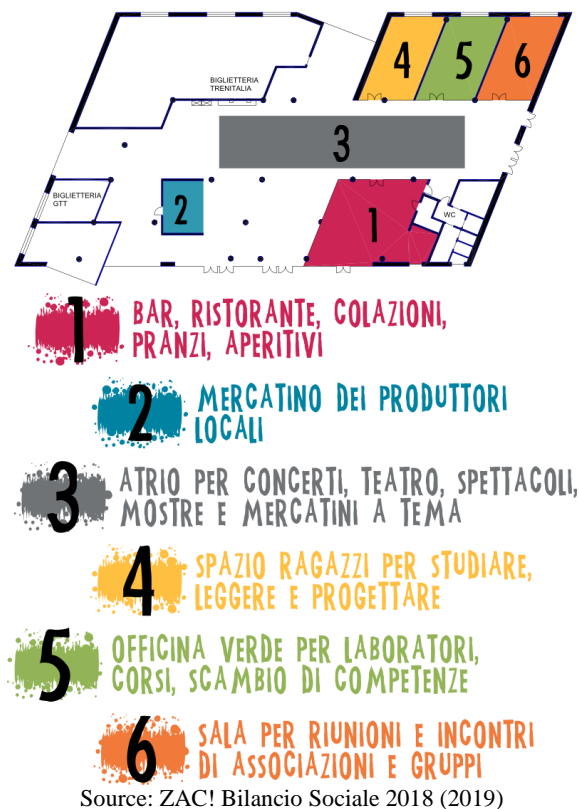 4 5 6
BIGLIETTERIA
TRENITALIA
3
BIGLIETTERIA
GTT
2
1
WC
1 BAR, RISTORANTE, COLAZIONI,
PRANZI, APERITIVI
2 MERCATINO DEI PRODUTTORI
LOCALI
3 ATRIO PER CONCERTI, TEATRO, SPETTACOLI,
MOSTRE E MERCATINI A TEMA
4 SPAZIO RAGAZZI PER STUDIARE,
LEGGERE E PROGETTARE
5 OFFICINA VERDE PER LABORATORI,
CORSI, SCAMBIO DI COMPETENZE
6 SALA PER RIUNIONI E INCONTRI
DI ASSOCIAZIONI E GRUPPI
Source: ZAC! Bilancio Sociale 2018 (2019)